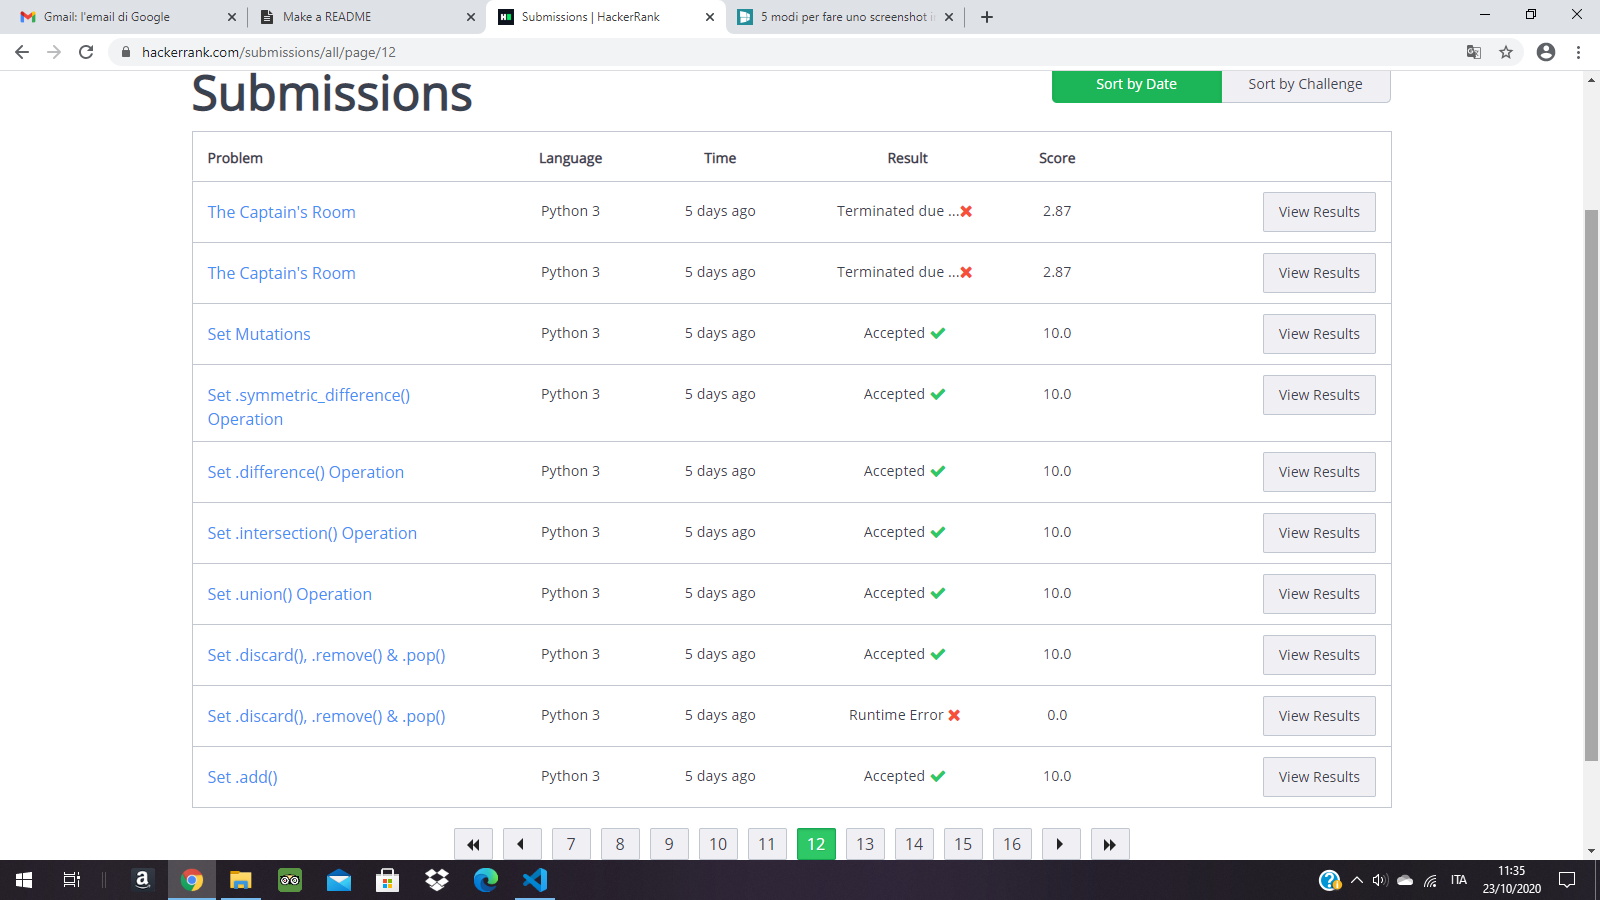 Gmail: l'email di Google
Make a README
Submissions | HackerRank
5 modi per fare uno screenshot i
hackerrank.com/submissions/all/page/12
Submissions
Sort by Date Sort by Challenge
Problem Language Time Result Score
The Captain's Room Python 3 5 days ago Terminated due ... 2.87 View Results
The Captain's Room Python 3 5 days ago Terminated due ... 2.87 View Results
Set Mutations Python 3 5 days ago Accepted 10.0 View Results
Set .symmetric_difference() Python 3 5 days ago Accepted 10.0 View Results
Operation
Set .difference() Operation Python 3 5 days ago Accepted 10.0 View Results
Set .intersection() Operation Python 3 5 days ago Accepted 10.0 View Results
Set .union() Operation Python 3 5 days ago Accepted 10.0 View Results
Set .discard(), .remove() & .pop() Python 3 5 days ago Accepted 10.0 View Results
Set .discard(), .remove() & .pop() Python 3 5 days ago Runtime Error 0.0 View Results
Set .add() Python 3 5 days ago Accepted 10.0 View Results
7 8 9 10 11 12 13 14 15 16
ITA
11:35
23/10/2020